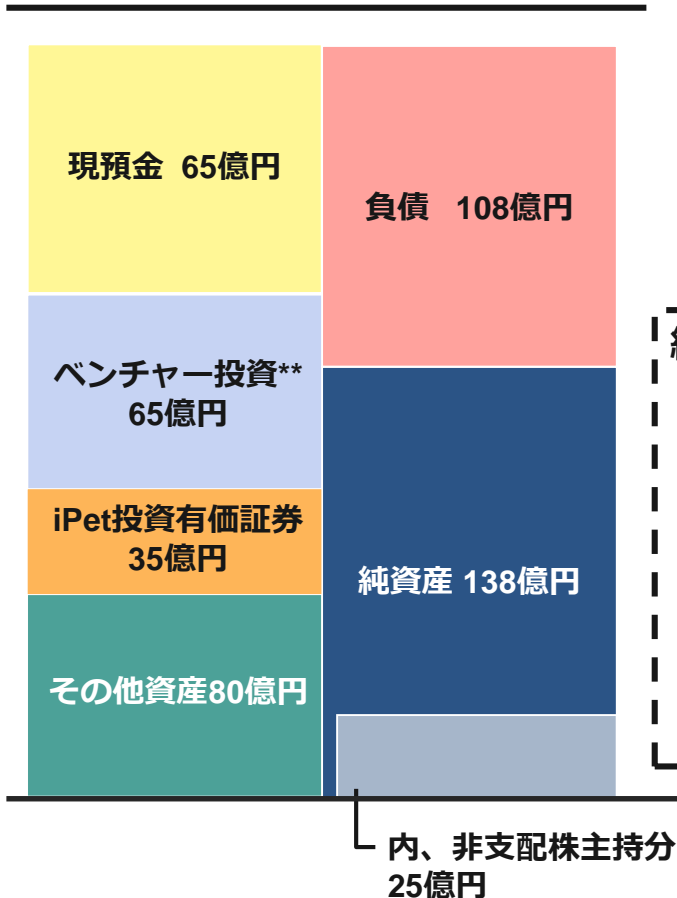 現預金 65億円
負債 108億円
ベンチャー投資**
65億円
iPet投資有価証券
35億円
純資産 138億円
その他資産80億円
内、非支配株主持分
25億円